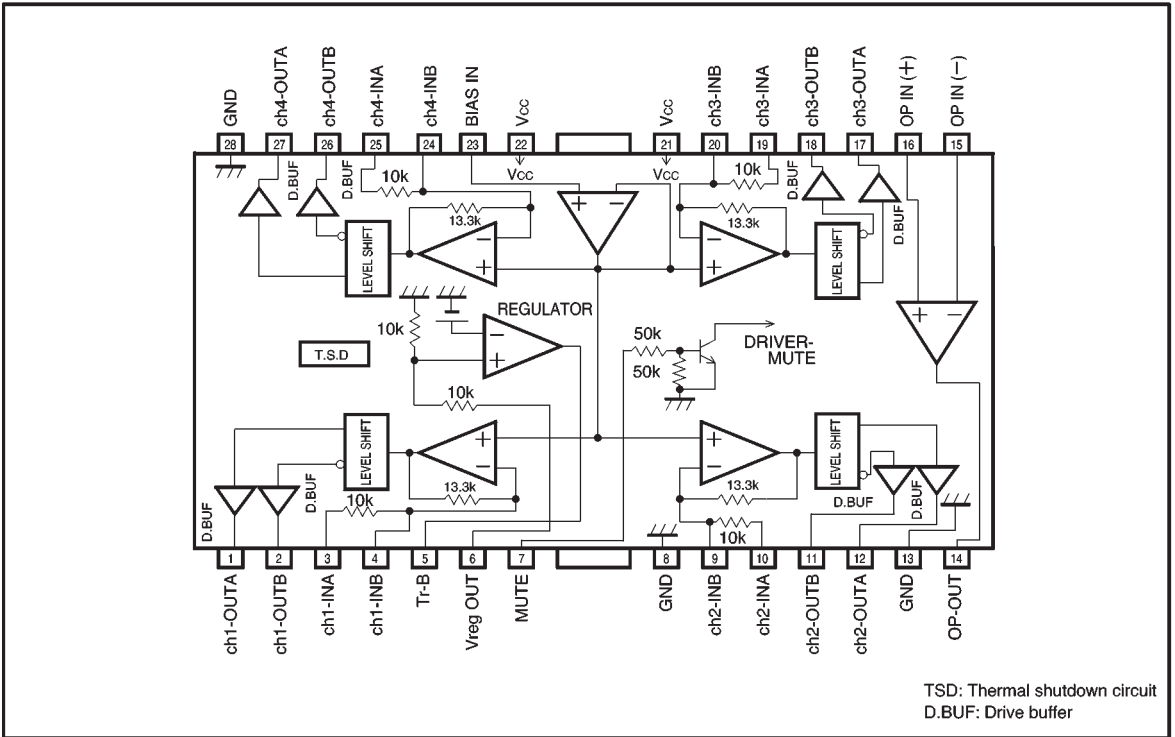 GND
ch4-OUTA
ch4-OUTB
ch4-INA
ch4-INB
BIAS IN
Vcc
Vcc
ch3-INB
ch3-INA
ch3-OUTB
ch3-OUTA
OP IN (+)
OP IN (−)
28
27
26
25
24
23
22
21
20
19
18
17
16
15
Vcc
Vcc
D.BUF
D.BUF
10k
10k
D.BUF
D.BUF
13.3k
13.3k
+
−
−
+
−
+
LEVEL SHIFT
LEVEL SHIFT
+
−
REGULATOR
10k
−
+
T.S.D
50k
50k
DRIVER-
MUTE
10k
LEVEL SHIFT
+
−
+
−
LEVEL SHIFT
D.BUF
D.BUF
10k
13.3k
13.3k
10k
D.BUF
D.BUF
1
2
3
4
5
6
7
8
9
10
11
12
13
14
ch1-OUTA
ch1-OUTB
ch1-INA
ch1-INB
Tr-B
Vreg OUT
MUTE
GND
ch2-INB
ch2-INA
ch2-OUTB
ch2-OUTA
GND
OP-OUT
TSD: Thermal shutdown circuit
D.BUF: Drive buffer